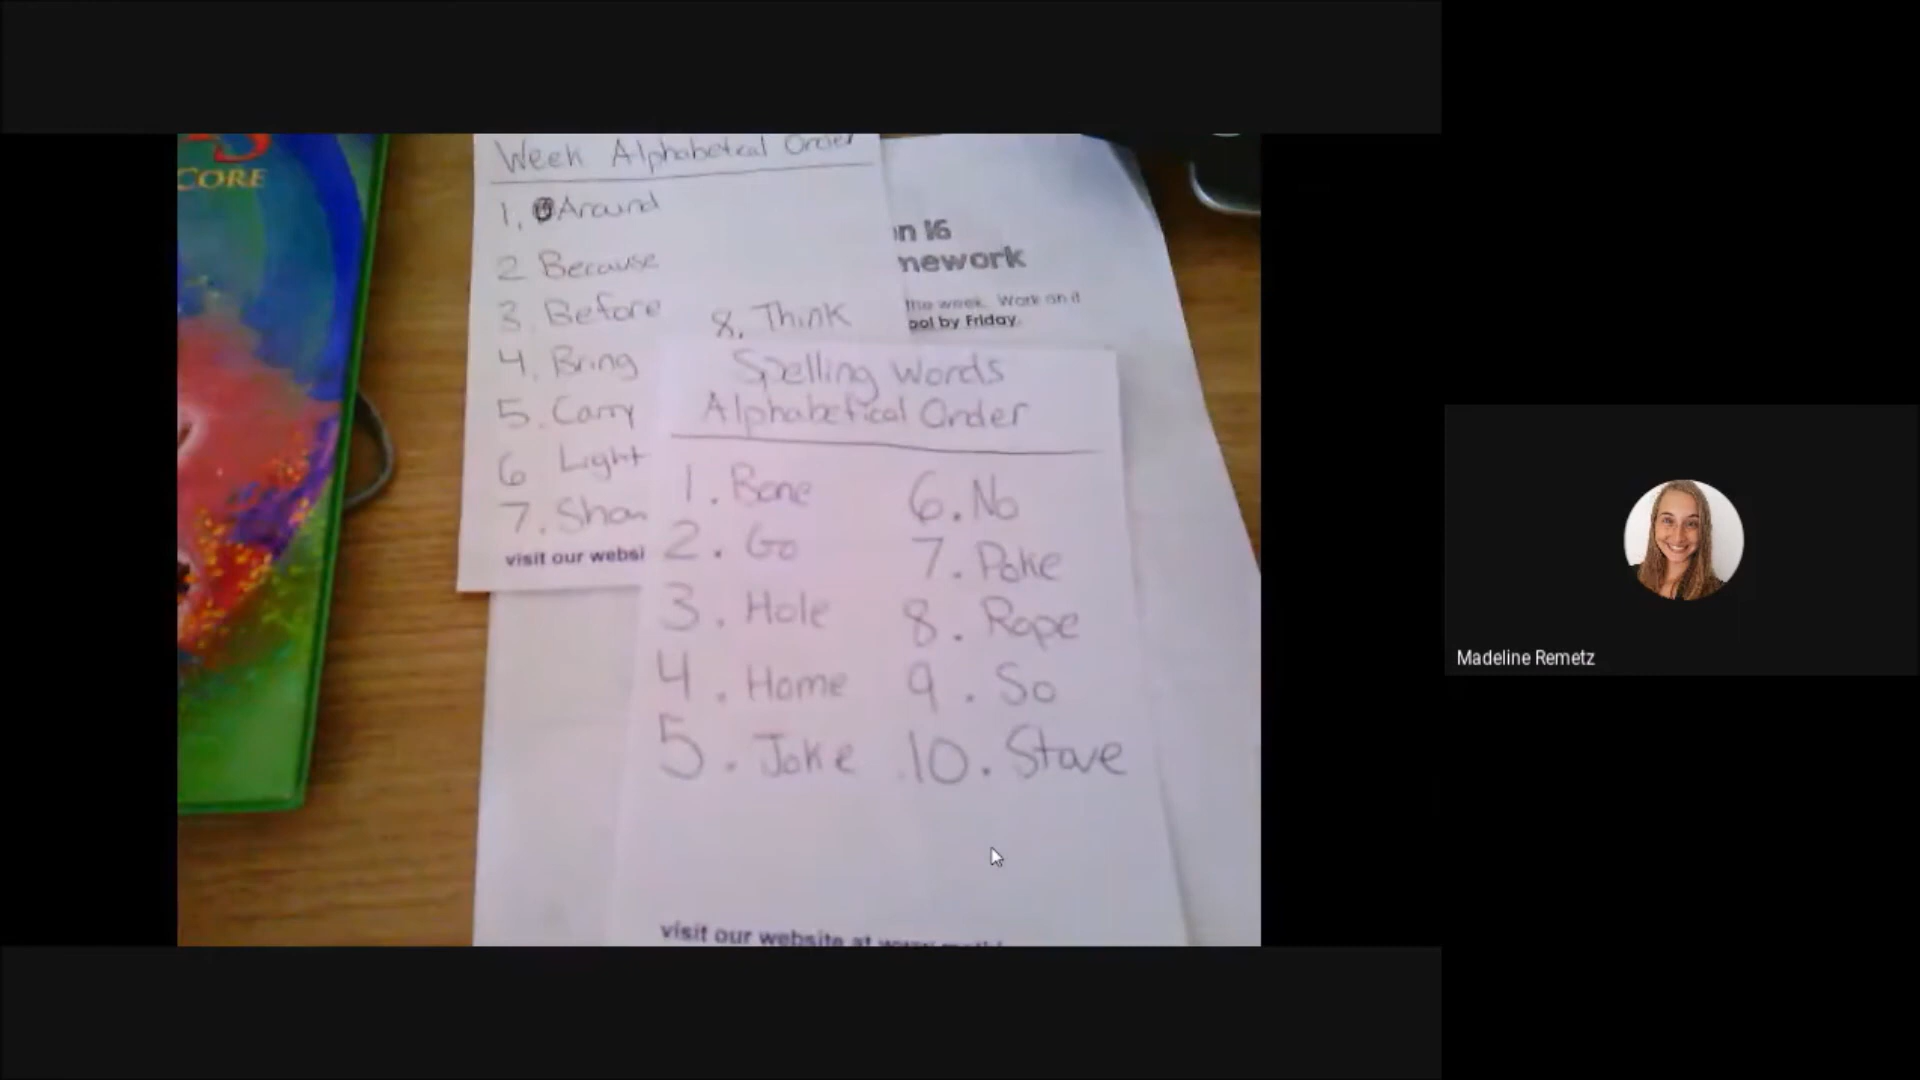 CORE
Week Alphabetical Order
1. Around
2 Because
3. Before
4. Bring
5. Carry
6 Light
7. Show
8. Think
visit our websi
n 16
mework
the week. Work on it
ool by Friday.
Spelling Words
Alphabetical Order
1. Bone
2. Go
3. Hole
4. Home
5. Joke
6. No
7. Poke
8. Rope
9. So
10. Stove
visit our website at
Madeline Remetz